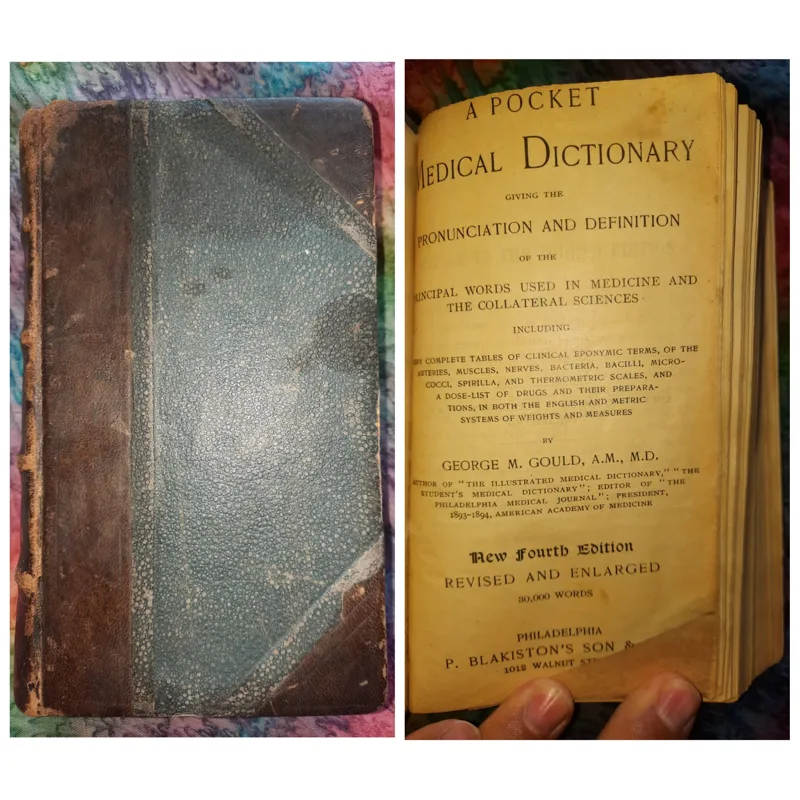 A POCKET
MEDICAL DICTIONARY
GIVING THE
PRONUNCIATION AND DEFINITION
OF THE
PRINCIPAL WORDS USED IN MEDICINE AND
THE COLLATERAL SCIENCES
INCLUDING
VERY COMPLETE TABLES OF CLINICAL EPONYMIC TERMS, OF THE
ARTERIES, MUSCLES, NERVES, BACTERIA, BACILLI, MICRO-
COCCI, SPIRILLA, AND THERMOMETRIC SCALES, AND
A DOSE-LIST OF DRUGS AND THEIR PREPARA-
TIONS, IN BOTH THE ENGLISH AND METRIC
SYSTEMS OF WEIGHTS AND MEASURES
BY
GEORGE M. GOULD, A.M., M.D.
AUTHOR OF "THE ILLUSTRATED MEDICAL DICTIONARY," "THE
STUDENT'S MEDICAL DICTIONARY"; EDITOR OF "THE
PHILADELPHIA MEDICAL JOURNAL"; PRESIDENT,
1893-1894, AMERICAN ACADEMY OF MEDICINE
New Fourth Edition
REVISED AND ENLARGED
30,000 WORDS
PHILADELPHIA
P. BLAKISTON'S SON &
1012 WALNUT